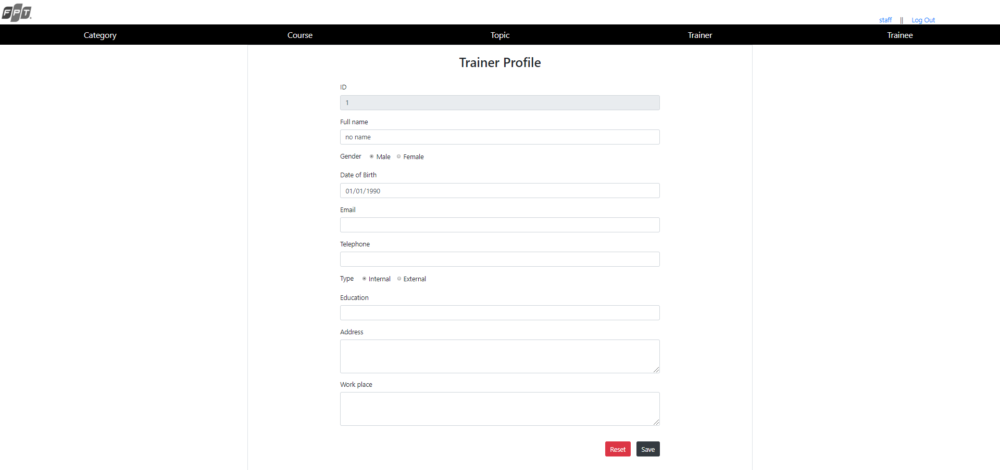 FPT
staff || Log Out
Category Course Topic Trainer Trainee
Trainer Profile
ID
1
Full name
no name
Gender Male Female
Date of Birth
01/01/1990
Email
Telephone
Type Internal External
Education
Address
Work place
Reset Save